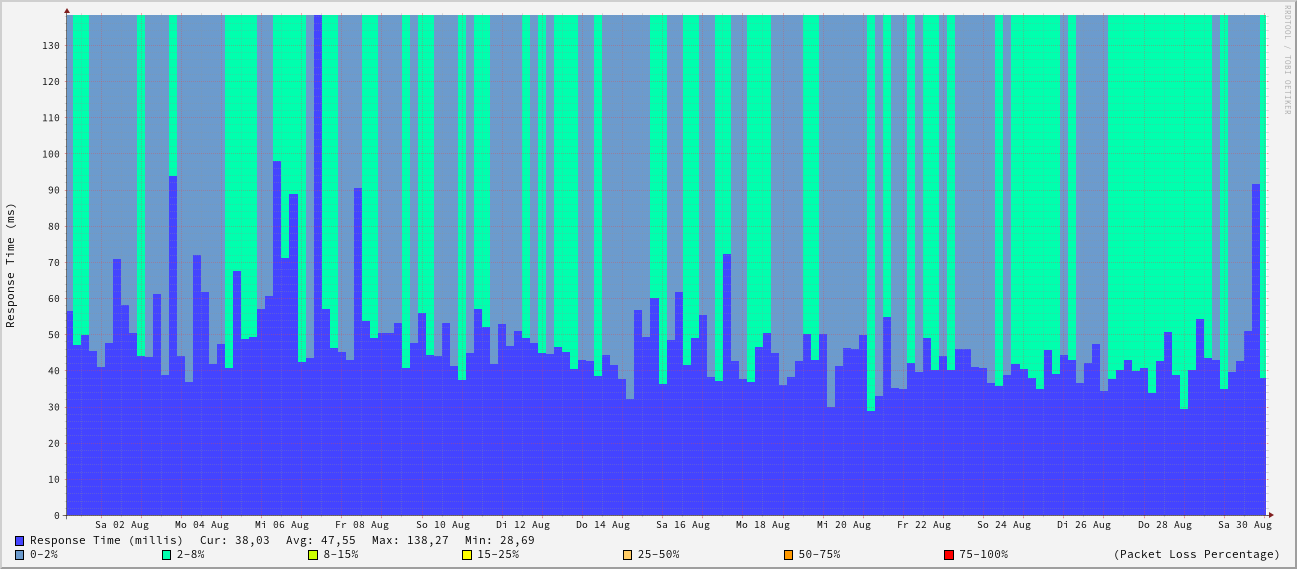 RRDTOOL / TOBI OETIKER
Response Time (ms)
130
120
110
100
90
80
70
60
50
40
30
20
10
0
Sa 02 Aug Mo 04 Aug Mi 06 Aug Fr 08 Aug So 10 Aug Di 12 Aug Do 14 Aug Sa 16 Aug Mo 18 Aug Mi 20 Aug Fr 22 Aug So 24 Aug Di 26 Aug Do 28 Aug Sa 30 Aug
Response Time (millis) Cur: 38,03 Avg: 47,55 Max: 138,27 Min: 28,69
0-2% 2-8% 8-15% 15-25% 25-50% 50-75% 75-100% (Packet Loss Percentage)